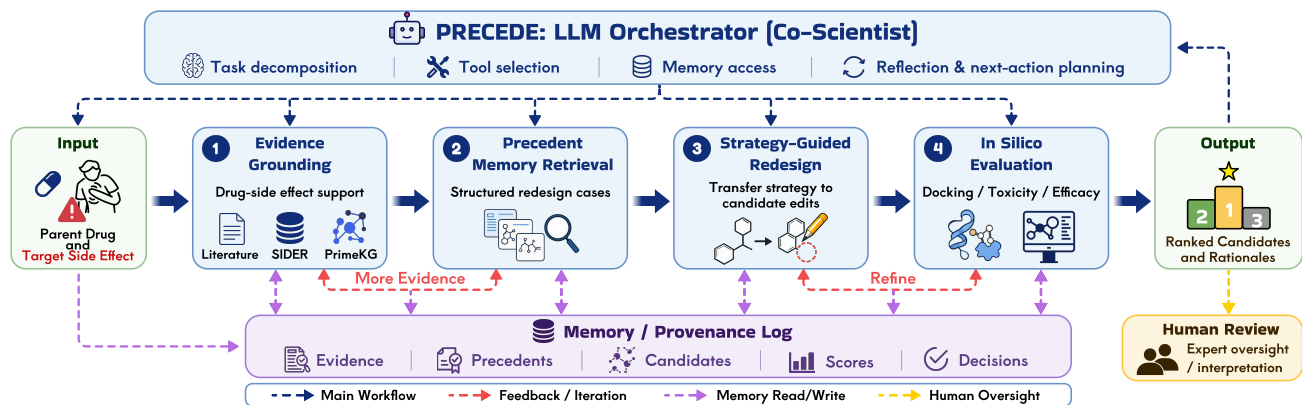 PRECEDE: LLM Orchestrator (Co-Scientist)
Task decomposition
Tool selection
Memory access
Reflection & next-action planning
Input
Parent Drug
and
Target Side Effect
1
Evidence
Grounding
Drug-side effect support
Literature
SIDER
PrimeKG
2
Precedent
Memory Retrieval
Structured redesign cases
3
Strategy-Guided
Redesign
Transfer strategy to
candidate edits
4
In Silico
Evaluation
Docking / Toxicity / Efficacy
Output
2
1
3
Ranked Candidates
and Rationales
More Evidence
Refine
Memory / Provenance Log
Evidence
Precedents
Candidates
Scores
Decisions
Human Review
Expert oversight
/ interpretation
Main Workflow
Feedback / Iteration
Memory Read/Write
Human Oversight